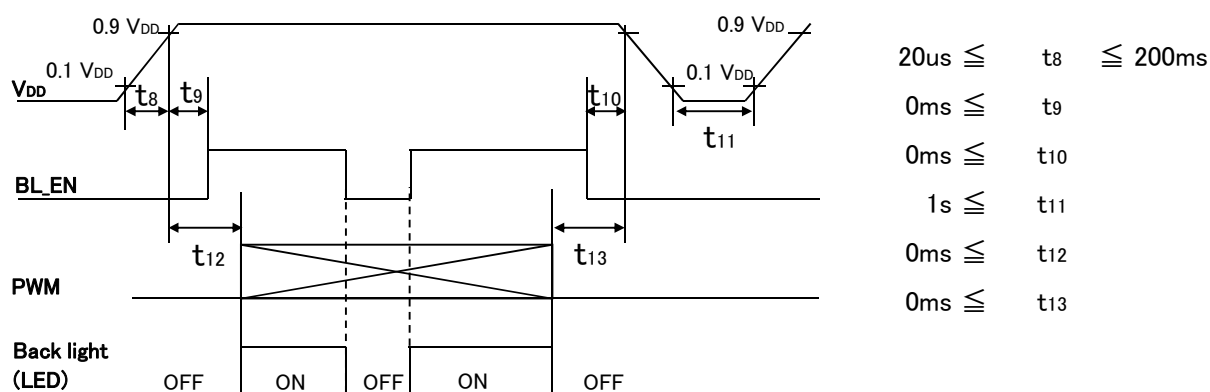 0.9 VDD
0.9 VDD
0.1 VDD
0.1 VDD
VDD
t8
t9
t10
t11
BL_EN
t12
t13
PWM
Back light
(LED)
OFF
ON
OFF
ON
OFF
20us ≦ t8 ≦ 200ms
0ms ≦ t9
0ms ≦ t10
1s ≦ t11
0ms ≦ t12
0ms ≦ t13